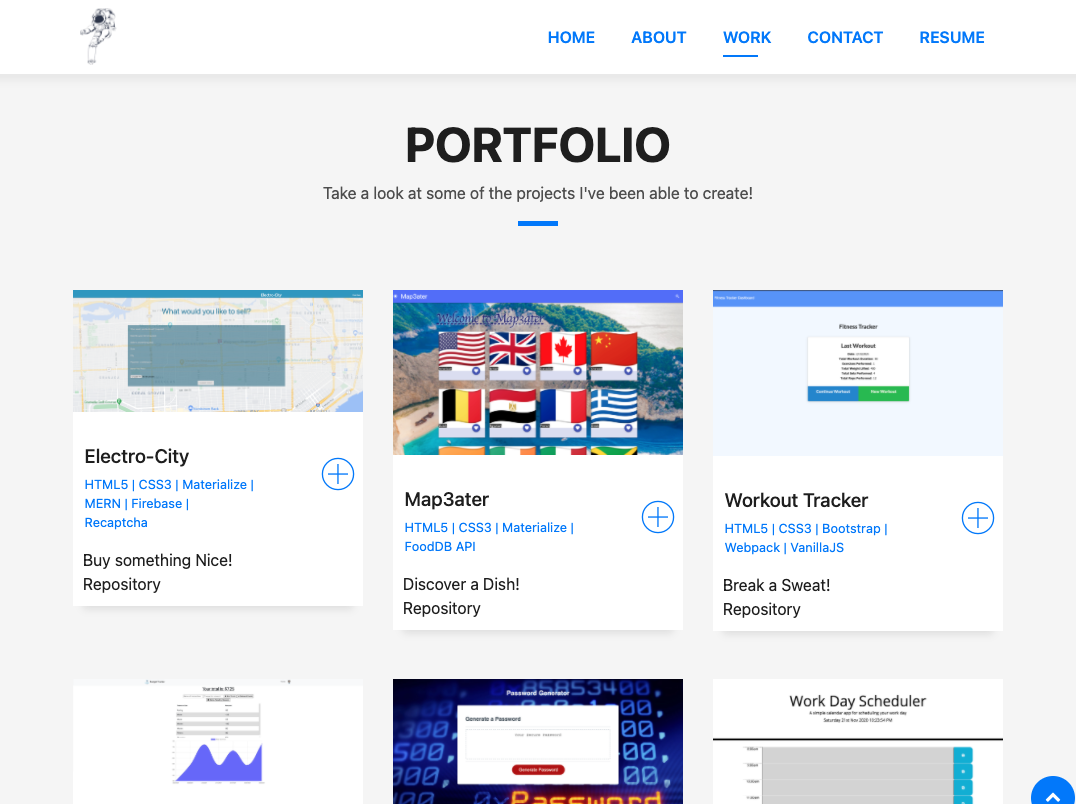 HOME
ABOUT
WORK
CONTACT
RESUME
PORTFOLIO
Take a look at some of the projects I've been able to create!
Electro-City
What would you like to sell?
Electro-City
HTML5 | CSS3 | Materialize |
MERN | Firebase |
Recaptcha
Buy something Nice!
Repository
Map3ater
Welcome to Map3ater
Map3ater
HTML5 | CSS3 | Materialize |
FoodDB API
Discover a Dish!
Repository
Fitness Tracker
Last Workout
Continue Workout
New Workout
Workout Tracker
HTML5 | CSS3 | Bootstrap |
Webpack | VanillaJS
Break a Sweat!
Repository
Password Generator
Generate a Password
Your Secure Password
Generate Password
Password
Work Day Scheduler
A simple calendar app for scheduling your work day
Saturday 21st Nov 2020 10:23:54 PM